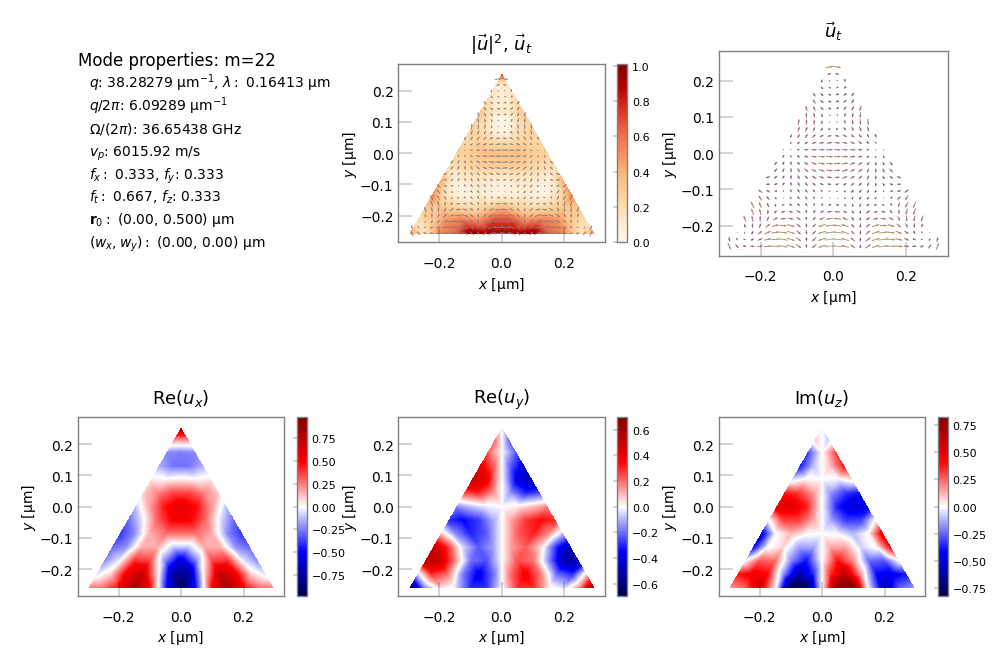 Mode properties: m=22
q: 38.28279 μm⁻¹, λ: 0.16413 μm
q/2π: 6.09289 μm⁻¹
Ω/(2π): 36.65438 GHz
v_p: 6015.92 m/s
f_x: 0.333, f_y: 0.333
f_t: 0.667, f_z: 0.333
r₀: (0.00, 0.500) μm
(w_x, w_y): (0.00, 0.00) μm
|u⃗|², u⃗_t
y [μm]
0.2
0.1
0.0
−0.1
−0.2
−0.2 0.0 0.2
x [μm]
1.0
0.8
0.6
0.4
0.2
0.0
u⃗_t
y [μm]
0.2
0.1
0.0
−0.1
−0.2
−0.2 0.0 0.2
x [μm]
Re(u_x)
y [μm]
0.2
0.1
0.0
−0.1
−0.2
−0.2 0.0 0.2
x [μm]
0.75
0.50
0.25
0.00
−0.25
−0.50
−0.75
Re(u_y)
y [μm]
0.2
0.1
0.0
−0.1
−0.2
−0.2 0.0 0.2
x [μm]
0.6
0.4
0.2
0.0
−0.2
−0.4
−0.6
Im(u_z)
y [μm]
0.2
0.1
0.0
−0.1
−0.2
−0.2 0.0 0.2
x [μm]
0.75
0.50
0.25
0.00
−0.25
−0.50
−0.75